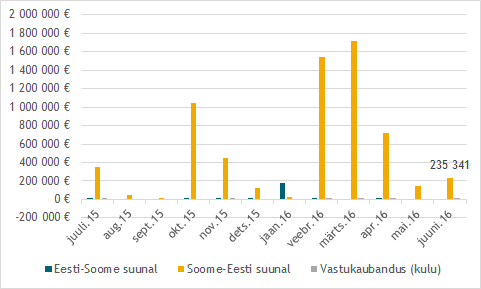 2 000 000 €
1 800 000 €
1 600 000 €
1 400 000 €
1 200 000 €
1 000 000 €
800 000 €
600 000 €
400 000 €
200 000 €
0 €
-200 000 €
235 341
juuli.15
aug.15
sept.15
okt.15
nov.15
dets.15
jaan.16
veebr.16
märts.16
apr.16
mai.16
juuni.16
Eesti-Soome suunal
Soome-Eesti suunal
Vastukaubandus (kulu)